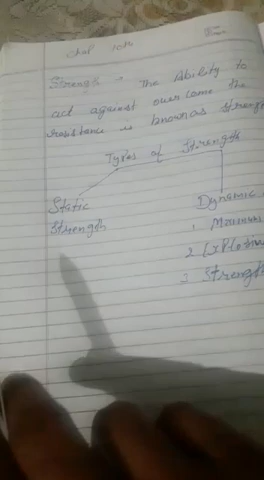 Strength → The Ability to
act against overcome the
resistance is known as Strength
Types of Strength
Static
Strength
Dynamic
1 Maximum
2 Explosive
3 Strength